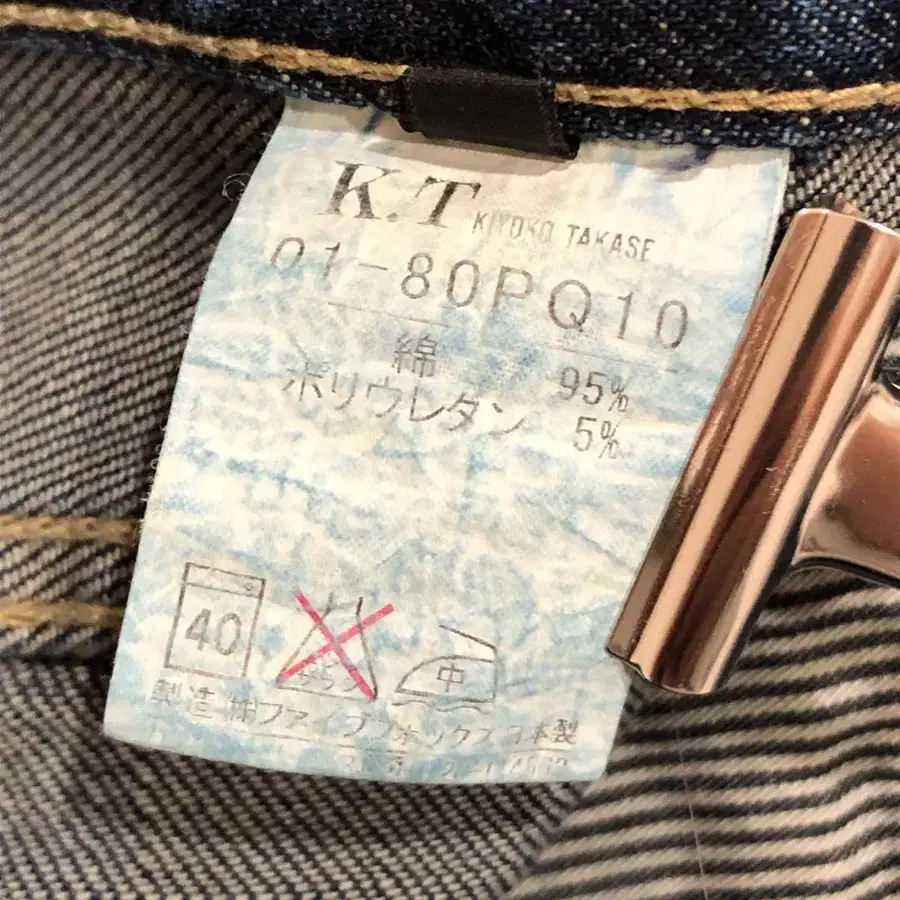 K.T KIYOKO TAKASE
01-80PQ10
綿 95%
ポリウレタン 5%
40
中
製造 ㈱ファイブフォックス 日本製